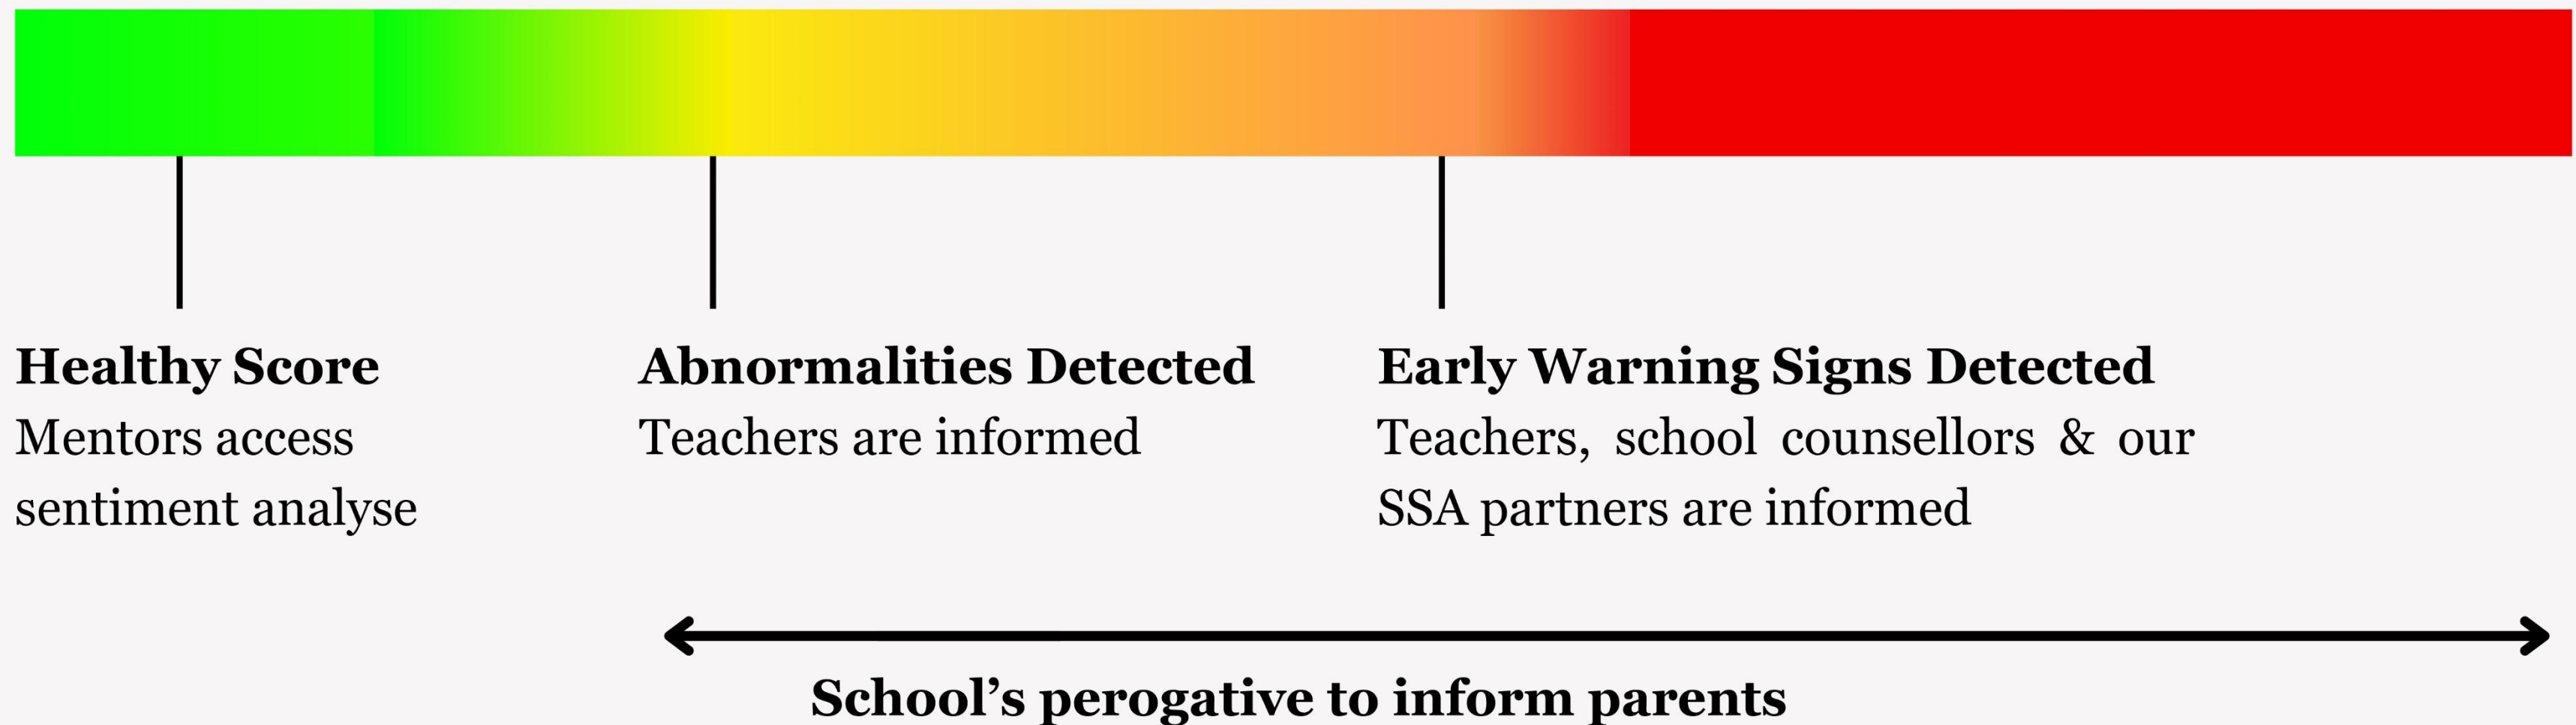 Healthy Score
Mentors access
sentiment analyse
Abnormalities Detected
Teachers are informed
Early Warning Signs Detected
Teachers, school counsellors & our
SSA partners are informed
School’s perogative to inform parents